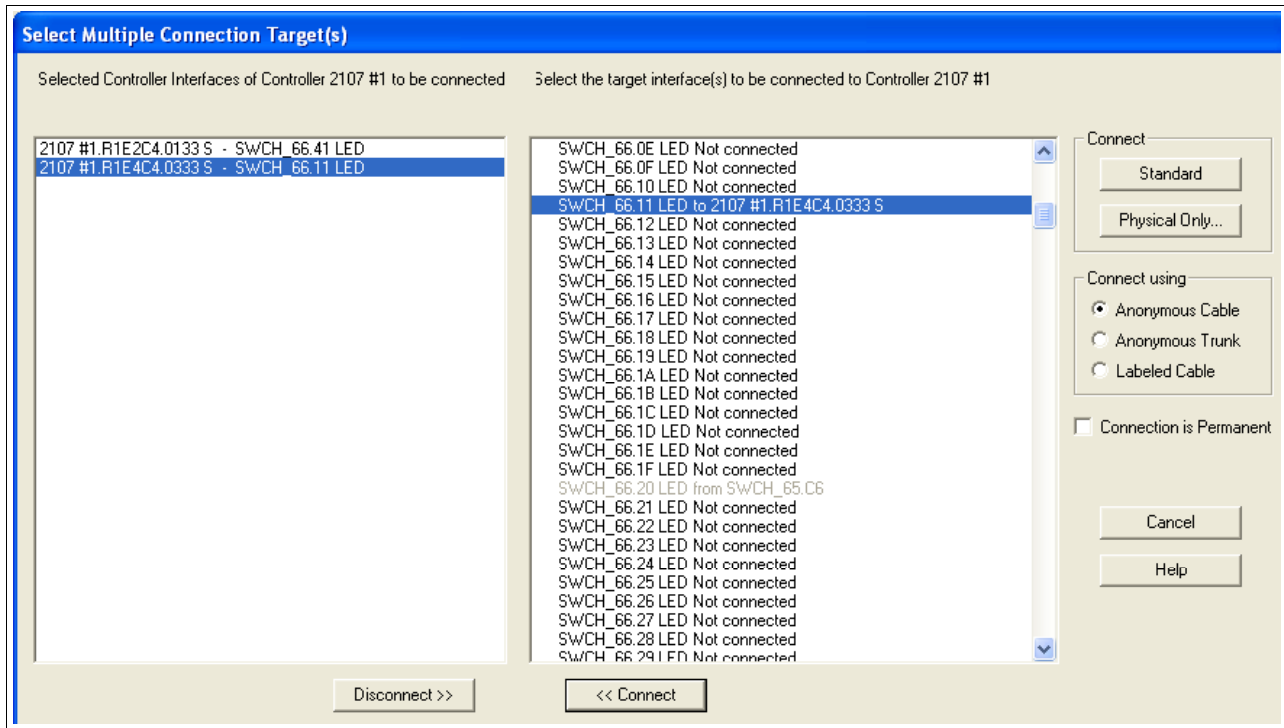 Select Multiple Connection Target(s)
Selected Controller Interfaces of Controller 2107 #1 to be connected
Select the target interface(s) to be connected to Controller 2107 #1
2107 #1.R1E2C4.0133 S - SWCH_66.41 LED
2107 #1.R1E4C4.0333 S - SWCH_66.11 LED
SWCH_66.0E LED Not connected
SWCH_66.0F LED Not connected
SWCH_66.10 LED Not connected
SWCH_66.11 LED to 2107 #1.R1E4C4.0333 S
SWCH_66.12 LED Not connected
SWCH_66.13 LED Not connected
SWCH_66.14 LED Not connected
SWCH_66.15 LED Not connected
SWCH_66.16 LED Not connected
SWCH_66.17 LED Not connected
SWCH_66.18 LED Not connected
SWCH_66.19 LED Not connected
SWCH_66.1A LED Not connected
SWCH_66.1B LED Not connected
SWCH_66.1C LED Not connected
SWCH_66.1D LED Not connected
SWCH_66.1E LED Not connected
SWCH_66.1F LED Not connected
SWCH_66.20 LED from SWCH_65.C6
SWCH_66.21 LED Not connected
SWCH_66.22 LED Not connected
SWCH_66.23 LED Not connected
SWCH_66.24 LED Not connected
SWCH_66.25 LED Not connected
SWCH_66.26 LED Not connected
SWCH_66.27 LED Not connected
SWCH_66.28 LED Not connected
SWCH_66.29 LED Not connected
Connect
Standard
Physical Only...
Connect using
Anonymous Cable
Anonymous Trunk
Labeled Cable
Connection is Permanent
Cancel
Help
Disconnect >>
<< Connect